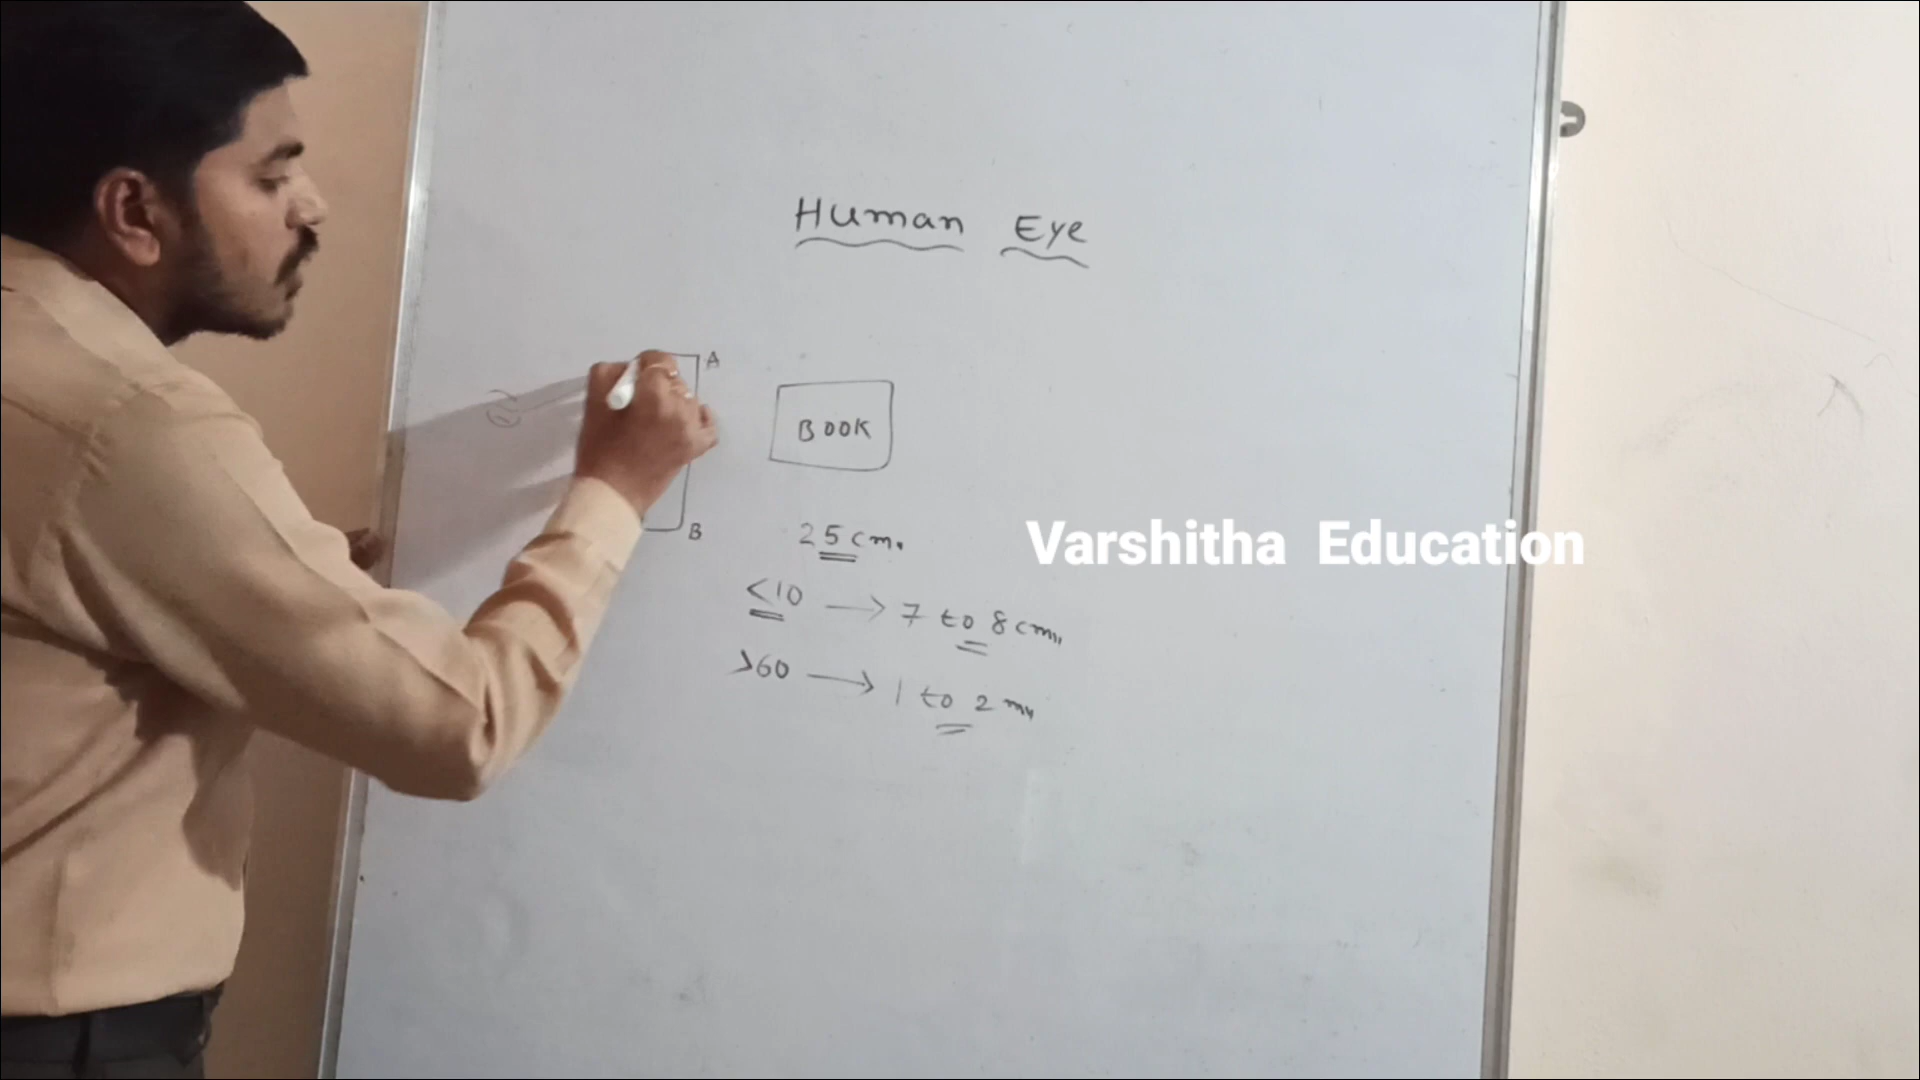 Human Eye
A
BOOK
B
25cm.
Varshitha Education
<10 → 7 to 8cm
>60 → 1 to 2 m